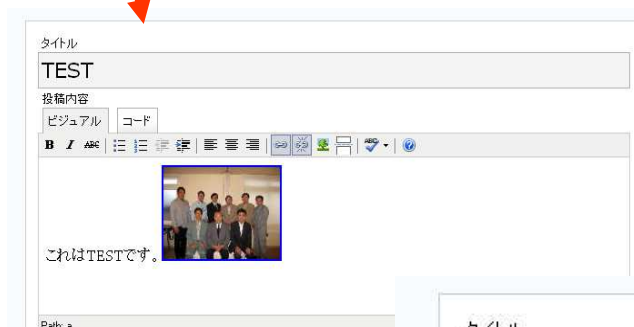 タイトル
TEST
投稿内容
ビジュアル コード
B I ABC ABC
これはTESTです。
Path: a
タイトル